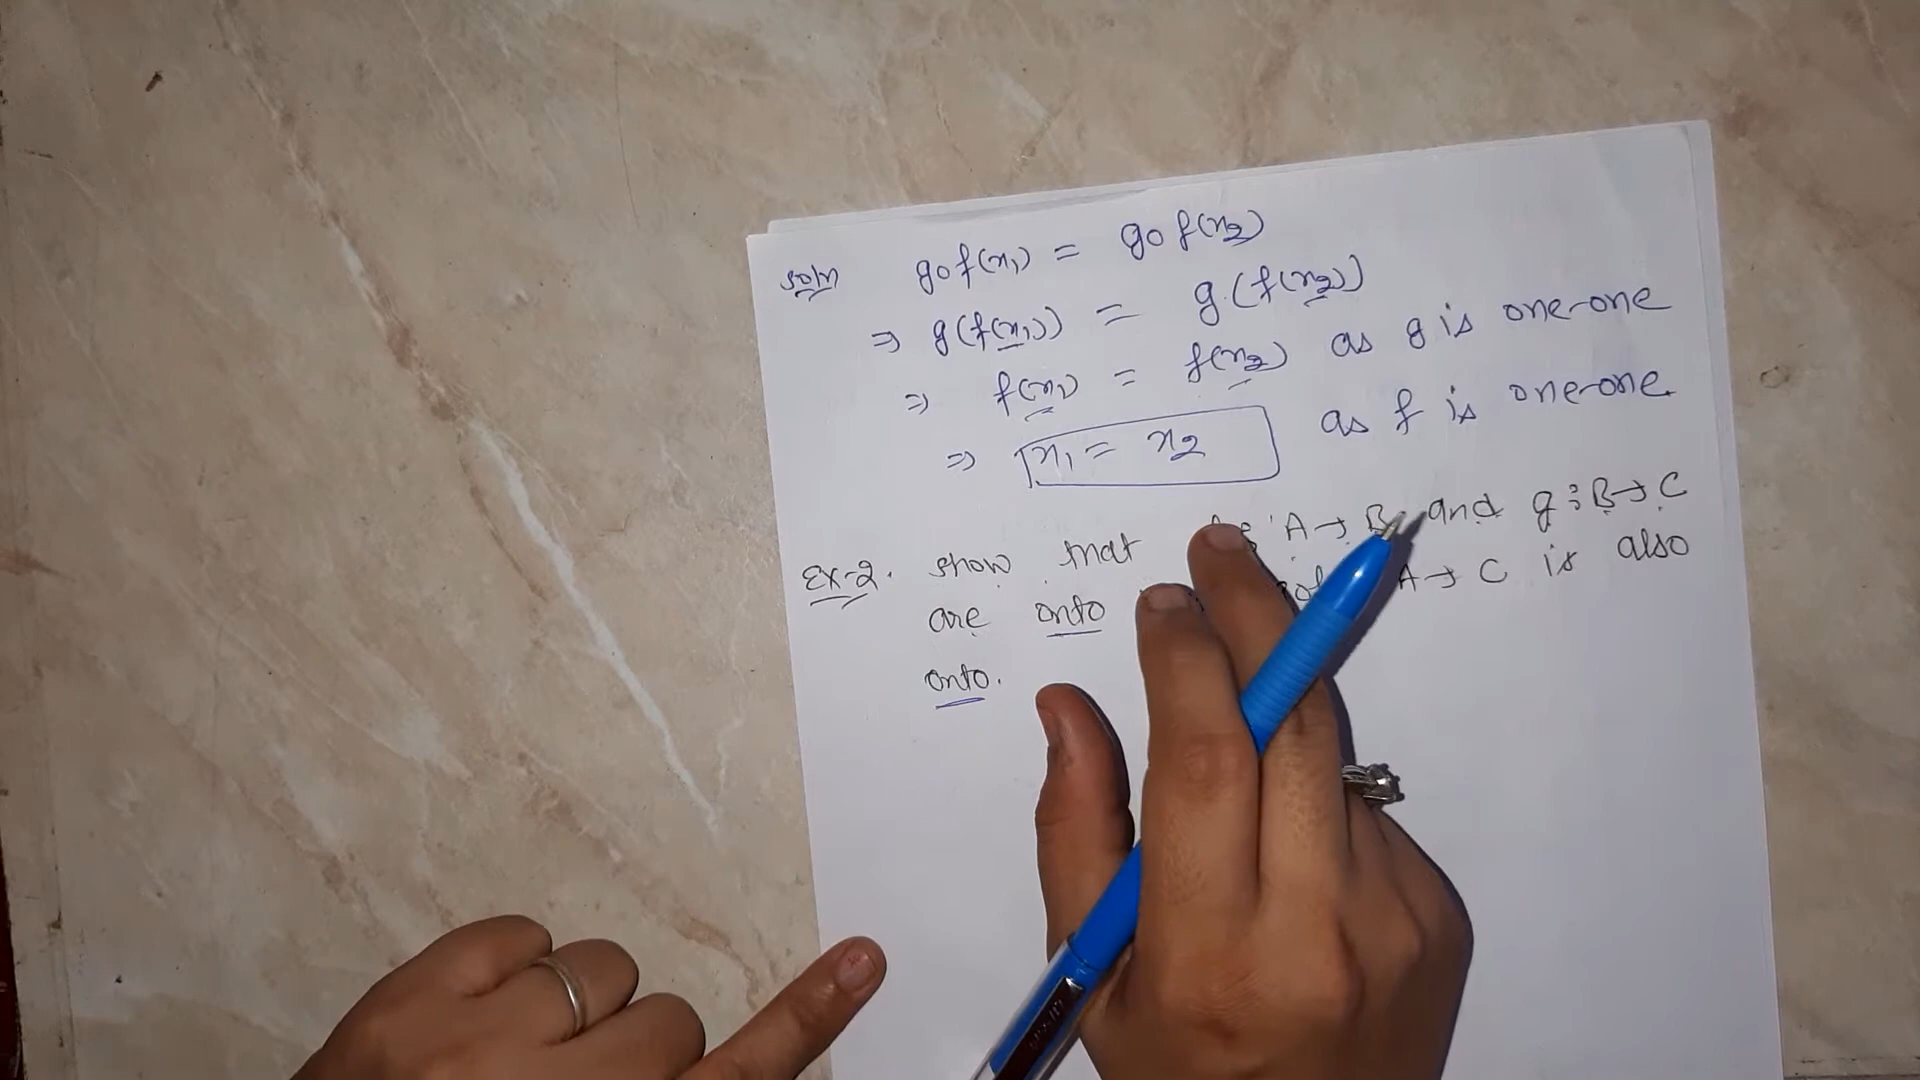 soln gof(x₁) = gof(x₂)
⇒ g(f(x₁)) = g(f(x₂))
⇒ f(x₁) = f(x₂) as g is one-one
⇒ x₁ = x₂ as f is one-one
Ex-2. show that A → B and g : B → C
are onto A → C is also
onto.